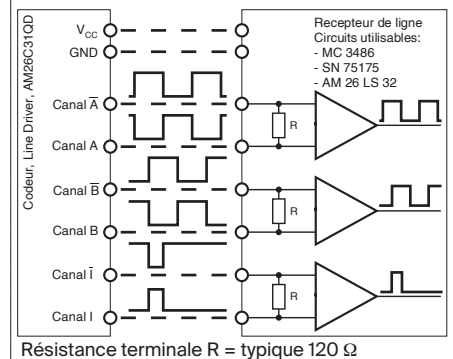 Codeur, Line Driver, AM26C31QD
V_CC
GND
Canal A̅
Canal A
Canal B̅
Canal B
Canal I̅
Canal I
Recepteur de ligne
Circuits utilisables:
- MC 3486
- SN 75175
- AM 26 LS 32
R
R
R
Résistance terminale R = typique 120 Ω